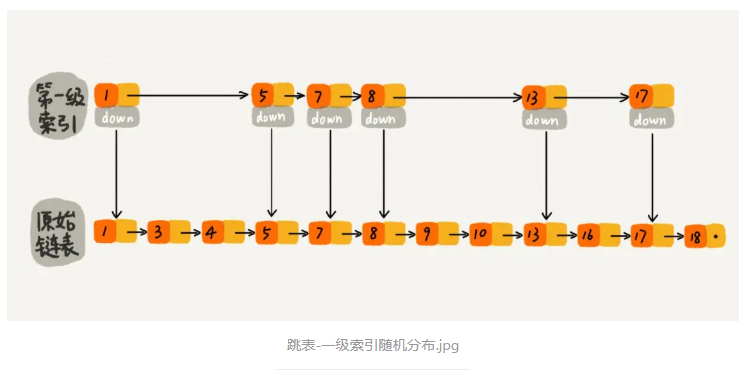 第一级
索引
1 5 7 8 13 17
down down down down down down
原始
链表
1 3 4 5 7 8 9 10 13 16 17 18
跳表-一级索引随机分布.jpg